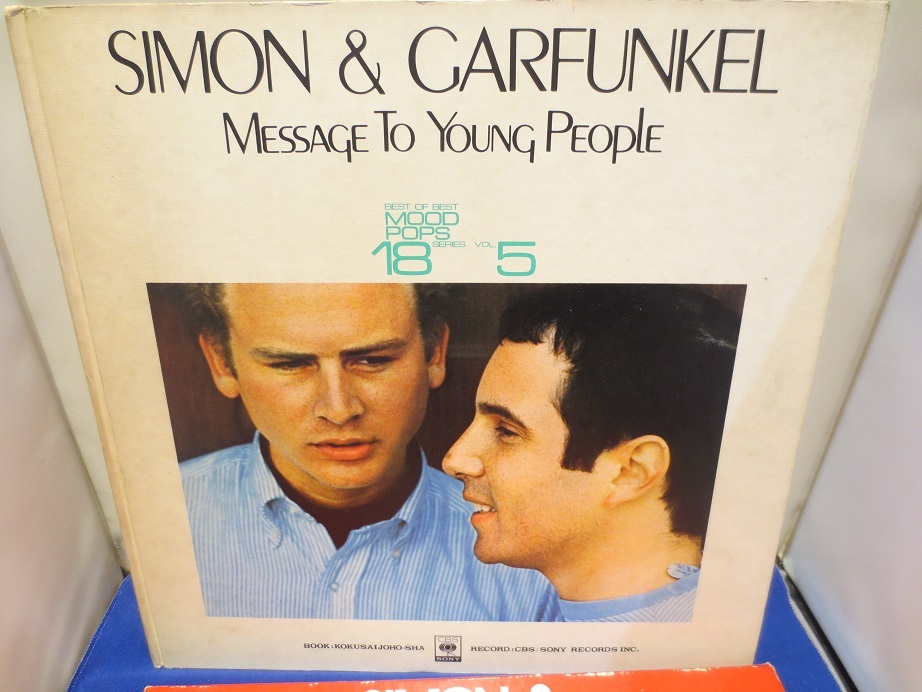 SIMON & GARFUNKEL
MESSAGE TO YOUNG PEOPLE
BEST OF BEST
MOOD
POPS
18 SERIES VOL. 5
BOOK:KOKUSAIJOHO-SHA CBS SONY RECORD:CBS/SONY RECORDS INC.
SIMON &